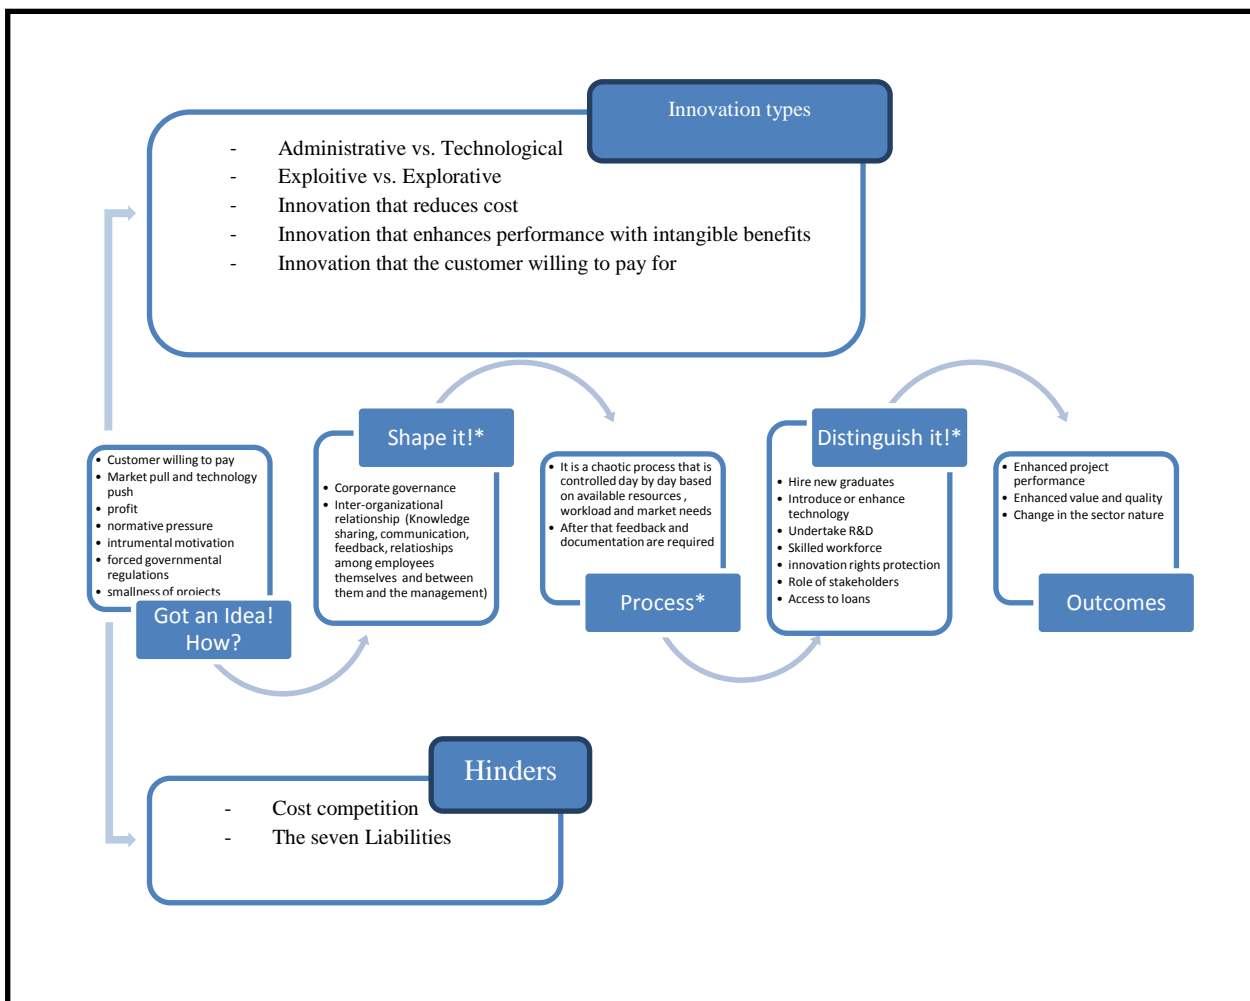 Innovation types
- Administrative vs. Technological
- Exploitive vs. Explorative
- Innovation that reduces cost
- Innovation that enhances performance with intangible benefits
- Innovation that the customer willing to pay for
• Customer willing to pay
• Market pull and technology
push
• profit
• normative pressure
• intrumental motivation
• forced governmental
regulations
• smallness of projects
Got an Idea!
How?
Shape it!*
• Corporate governance
• Inter-organizational
relationship (Knowledge
sharing, communication,
feedback, relatioships
among employees
themselves and between
them and the management)
• It is a chaotic process that is
controlled day by day based
on available resources ,
workload and market needs
• After that feedback and
documentation are required
Process*
Distinguish it!*
• Hire new graduates
• Introduce or enhance
technology
• Undertake R&D
• Skilled workforce
• innovation rights protection
• Role of stakeholders
• Access to loans
• Enhanced project
performance
• Enhanced value and quality
• Change in the sector nature
Outcomes
Hinders
- Cost competition
- The seven Liabilities